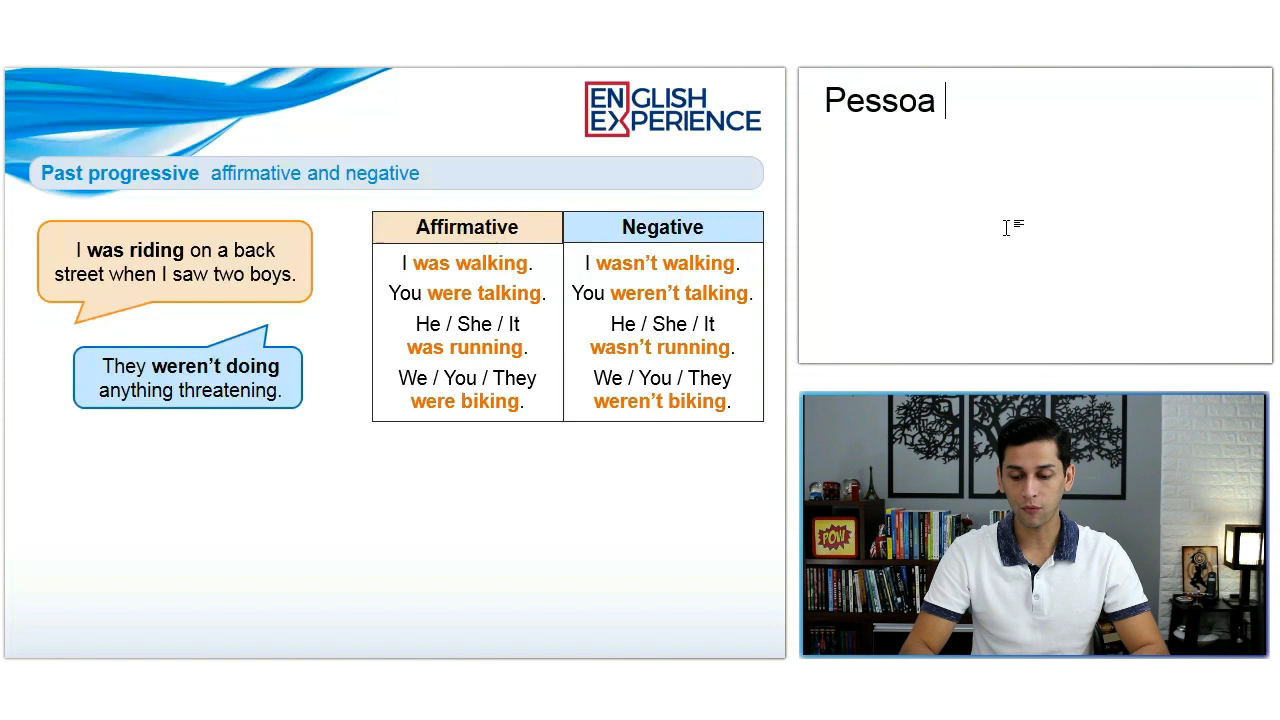 ENGLISH
EXPERIENCE
Past progressive affirmative and negative
I was riding on a back
street when I saw two boys.
They weren't doing
anything threatening.
Affirmative
I was walking.
You were talking.
He / She / It
was running.
We / You / They
were biking.
Negative
I wasn't walking.
You weren't talking.
He / She / It
wasn't running.
We / You / They
weren't biking.
Pessoa
POW